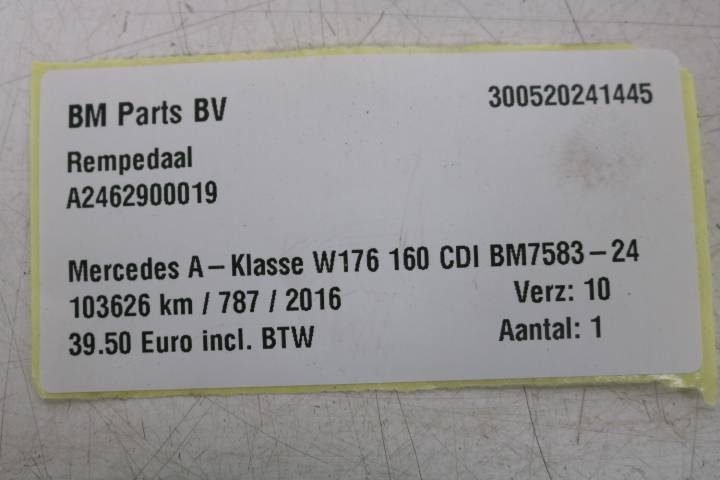 BM Parts BV 300520241445
Rempedaal
A2462900019
Mercedes A-Klasse W176 160 CDI BM7583-24
103626 km / 787 / 2016 Verz: 10
39.50 Euro incl. BTW Aantal: 1